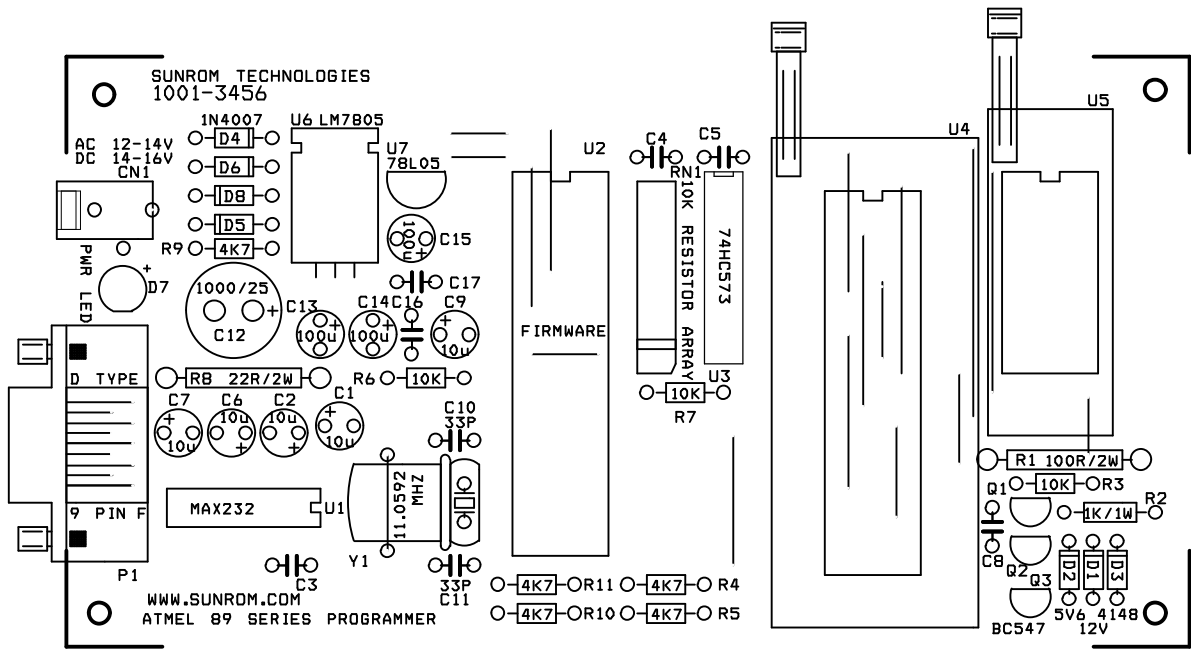 SUNROM TECHNOLOGIES
1001-3456
AC 12-14V
DC 14-16V
CN1
1N4007
D4
D6
D8
D5
R9 4K7
U6 LM7805
U7
78L05
100u
C15
C17
PWR LED
D7
1000/25
C12
C13
100u
C14
100u
C16
C9
10u
U2
FIRMWARE
C4
C5
RN1
10K RESISTOR ARRAY
74HC573
U3
10K
R7
U4
U5
D TYPE
9 PIN F
P1
R8 22R/2W
R6 10K
C7
10u
C6
10u
C2
10u
C1
10u
C10
33P
MAX232
U1
11.0592
MHZ
Y1
C3
33P
C11
4K7 R11
4K7 R4
4K7 R10
4K7 R5
R1 100R/2W
Q1
10K R3
R2
1K/1W
C8
Q2
Q3
BC547
D2
D1
D3
5V6 4148
12V
WWW.SUNROM.COM
ATMEL 89 SERIES PROGRAMMER